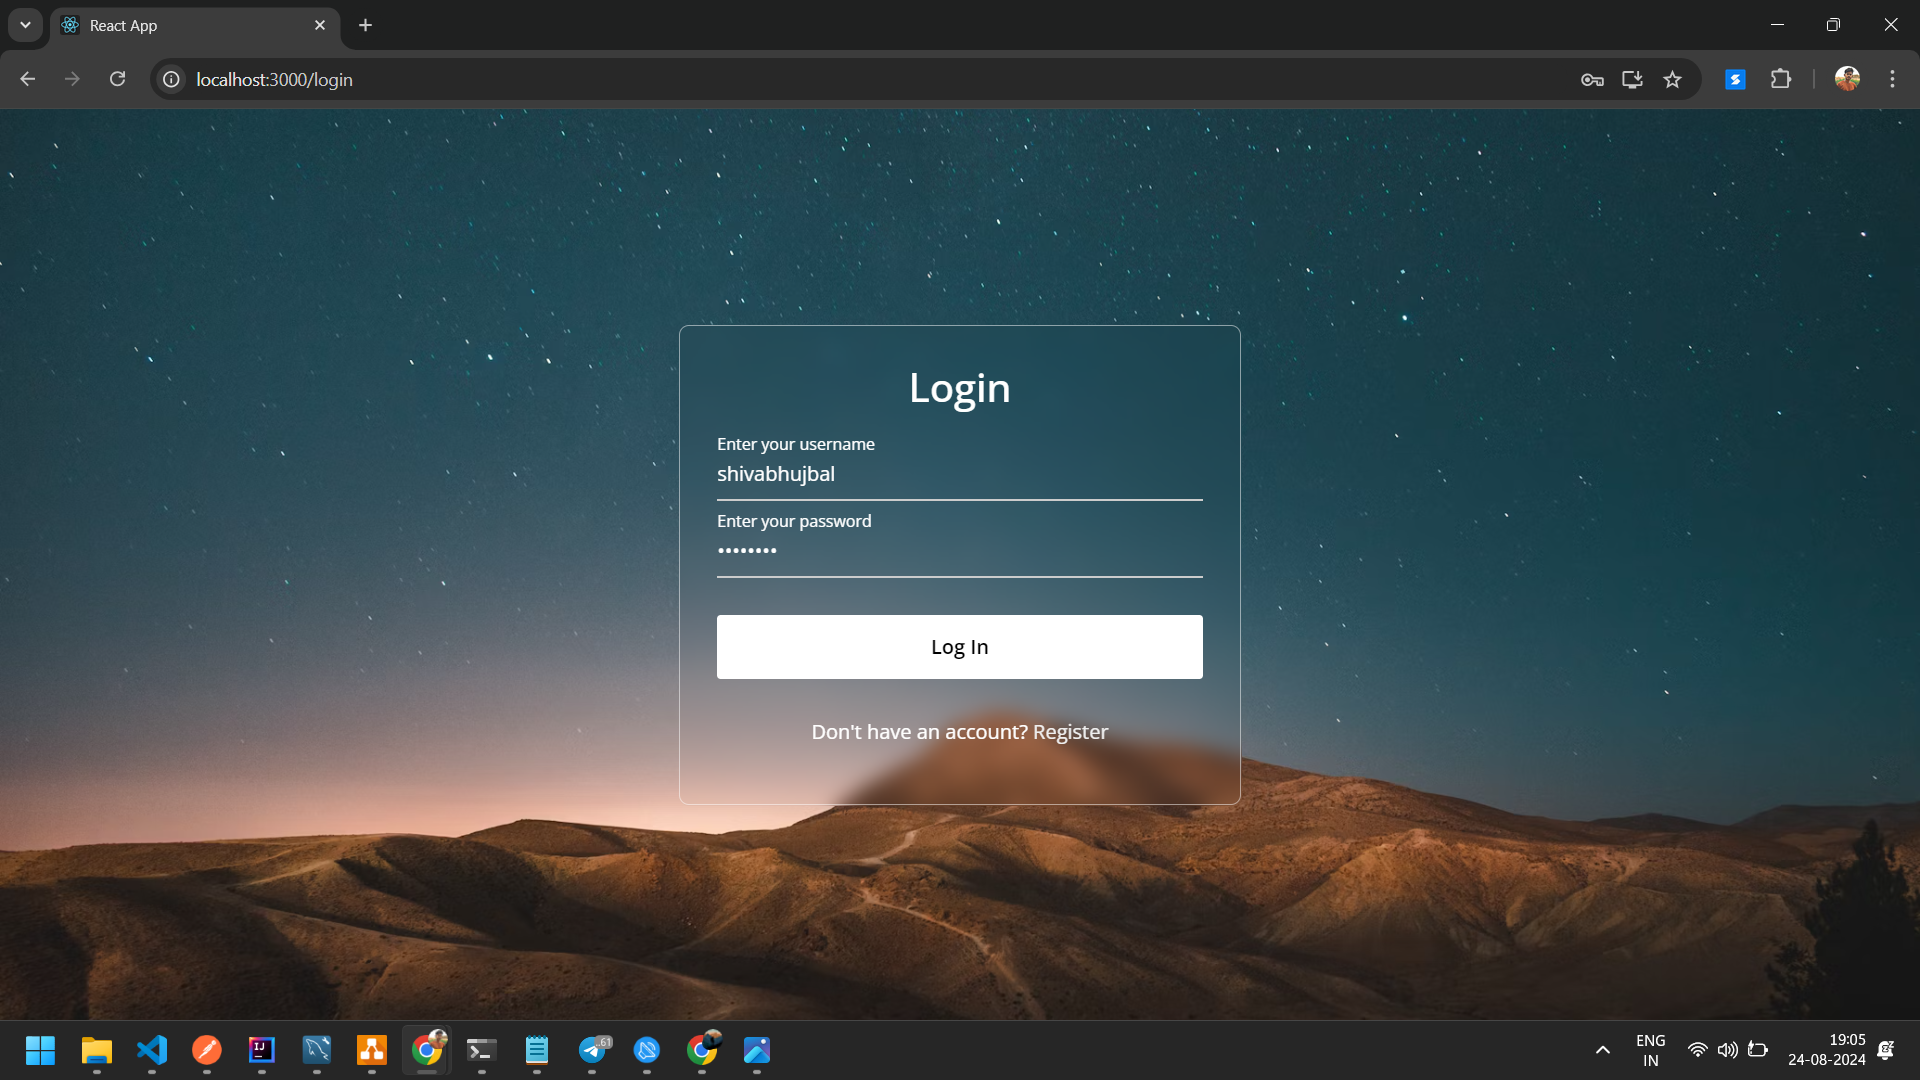 React App
localhost:3000/login
Login
Enter your username
shivabhujbal
Enter your password
••••••••
Log In
Don't have an account? Register
IJ
..61
ENG
IN
19:05
24-08-2024